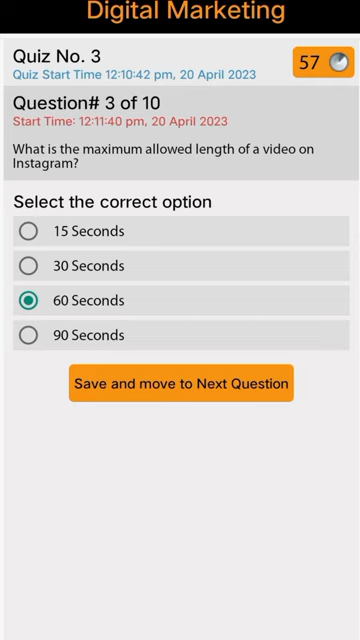 Digital Marketing
Quiz No. 3
57
Quiz Start Time 12:10:42 pm, 20 April 2023
Question# 3 of 10
Start Time: 12:11:40 pm, 20 April 2023
What is the maximum allowed length of a video on
Instagram?
Select the correct option
15 Seconds
30 Seconds
60 Seconds
90 Seconds
Save and move to Next Question